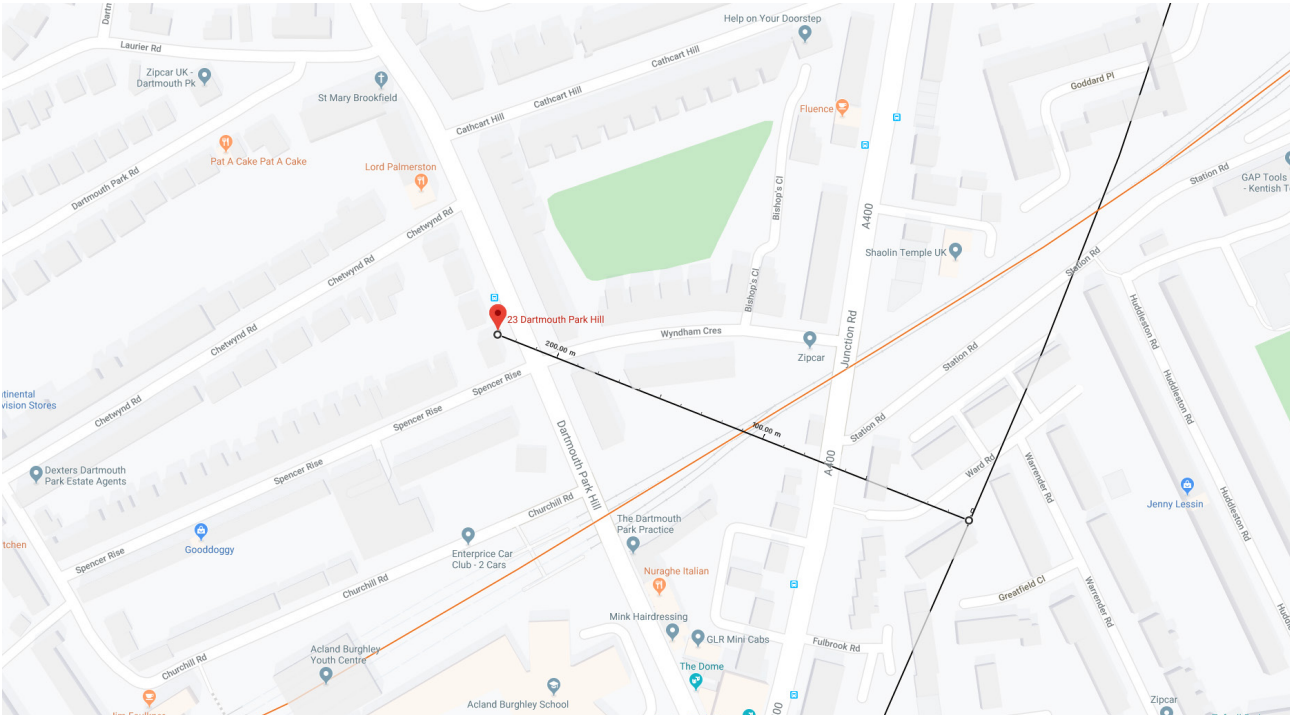 Help on Your Doorstep
Laurier Rd
Cathcart Hill
Zipcar UK -
Dartmouth Pk
St Mary Brookfield
Cathcart Hill
Goddard Pl
Fluence
Cathcart Hill
Pat A Cake Pat A Cake
Lord Palmerston
Station Rd
GAP Tools
Dartmouth Park Rd
Bishop's Cl
Chetwynd Rd
A400
Shaolin Temple UK
Station Rd
Chetwynd Rd
Bishop's Cl
23 Dartmouth Park Hill
Huddleston Rd
Wyndham Cres
Junction Rd
Chetwynd Rd
200.00 m
Zipcar
Station Rd
Spencer Rise
vision Stores
Chetwynd Rd
Spencer Rise
Huddleston Rd
100.00 m
Station Rd
Dartmouth Park Hill
Dexters Dartmouth
Park Estate Agents
Spencer Rise
A400
Ward Rd
Warrender Rd
Churchill Rd
Jenny Lessin
Huddleston Rd
0
The Dartmouth
Park Practice
Gooddoggy
Enterprice Car
Club - 2 Cars
Spencer Rise
Nuraghe Italian
Churchill Rd
Greatfield Cl
Warrender Rd
Mink Hairdressing
GLR Mini Cabs
Fulbrook Rd
Acland Burghley
Youth Centre
Churchill Rd
The Dome
Acland Burghley School
Zipcar